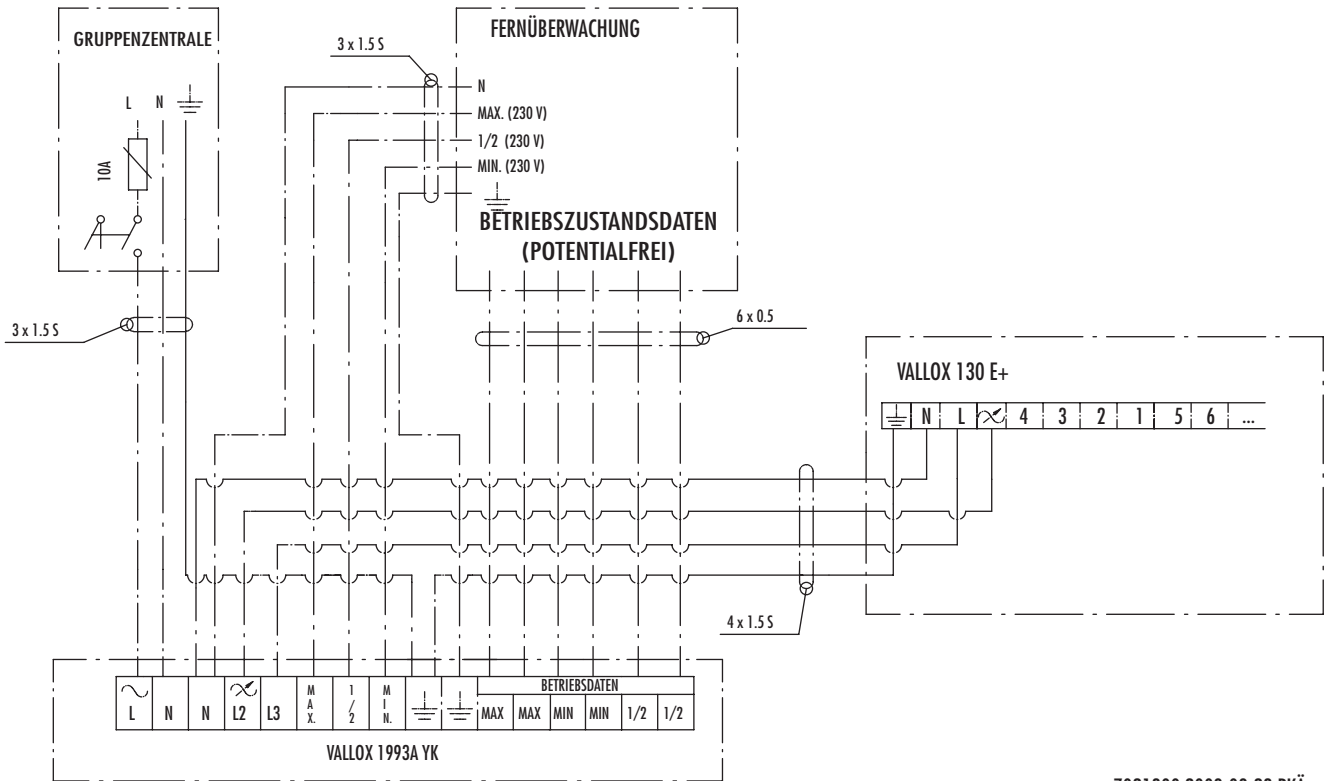 GRUPPENZENTRALE
L N
10A
3 x 1.5 S
3 x 1.5 S
FERNÜBERWACHUNG
N
MAX. (230 V)
1/2 (230 V)
MIN. (230 V)
BETRIEBSZUSTANDSDATEN
(POTENTIALFREI)
6 x 0.5
VALLOX 130 E+
N L 4 3 2 1 5 6 ...
4 x 1.5 S
BETRIEBSDATEN
L N N L2 L3 MAX. 1/2 MIN. MAX MAX MIN MIN 1/2 1/2
VALLOX 1993A YK